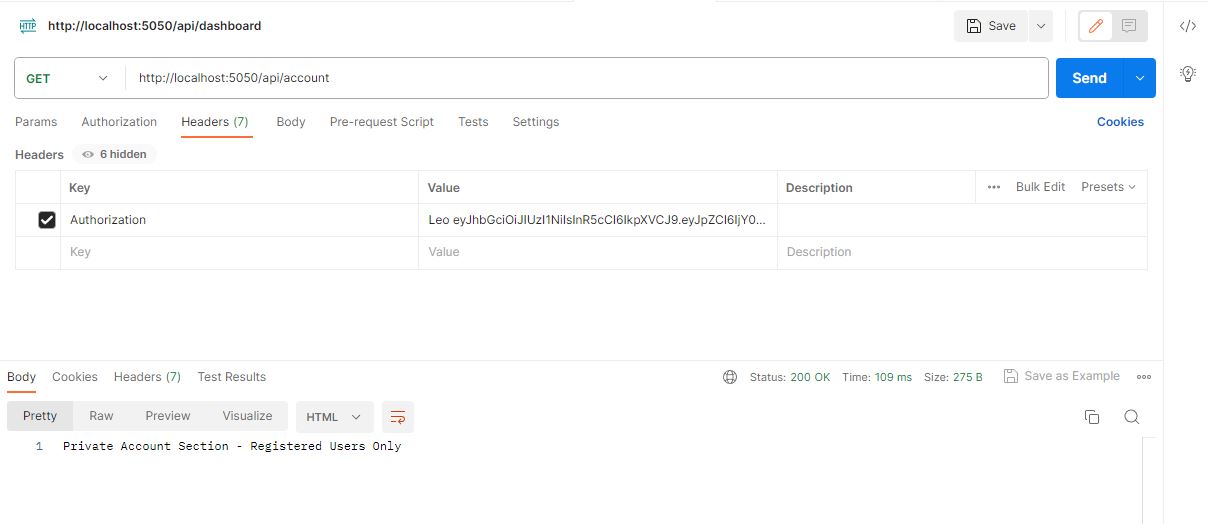 HTTP http://localhost:5050/api/dashboard Save
GET http://localhost:5050/api/account Send
Params Authorization Headers (7) Body Pre-request Script Tests Settings Cookies
Headers 6 hidden
Key Value Description Bulk Edit Presets
Authorization Leo eyJhbGciOiJIUzI1NiIsInR5cCI6IkpXVCJ9.eyJpZCI6IjY0...
Key Value Description
Body Cookies Headers (7) Test Results Status: 200 OK Time: 109 ms Size: 275 B Save as Example
Pretty Raw Preview Visualize HTML
1 Private Account Section - Registered Users Only